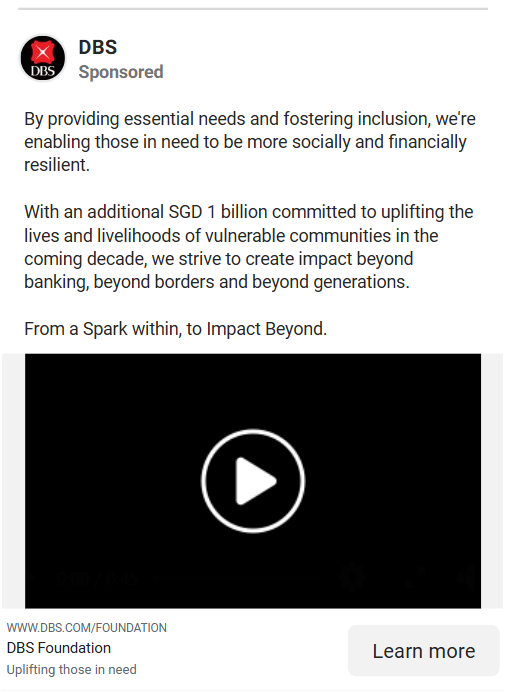 DBS
DBS
Sponsored
By providing essential needs and fostering inclusion, we're
enabling those in need to be more socially and financially
resilient.
With an additional SGD 1 billion committed to uplifting the
lives and livelihoods of vulnerable communities in the
coming decade, we strive to create impact beyond
banking, beyond borders and beyond generations.
From a Spark within, to Impact Beyond.
WWW.DBS.COM/FOUNDATION
DBS Foundation
Uplifting those in need
Learn more